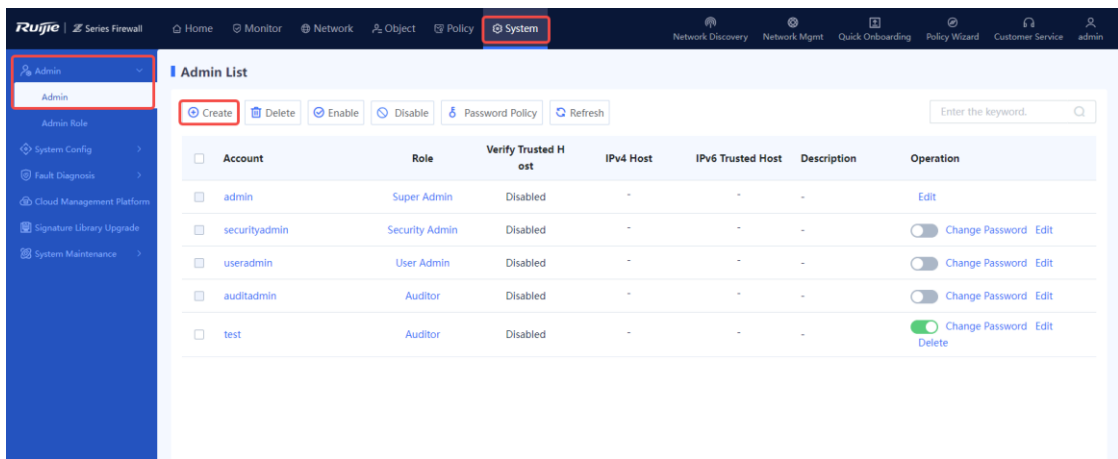 Ruijie | Z Series Firewall Home Monitor Network Object Policy System Network Discovery Network Mgmt Quick Onboarding Policy Wizard Customer Service admin
Admin
Admin
Admin Role
System Config
Fault Diagnosis
Cloud Management Platform
Signature Library Upgrade
System Maintenance
Admin List
Create Delete Enable Disable Password Policy Refresh Enter the keyword.
Account Role Verify Trusted H
ost IPv4 Host IPv6 Trusted Host Description Operation
admin Super Admin Disabled - - - Edit
securityadmin Security Admin Disabled - - - Change Password Edit
useradmin User Admin Disabled - - - Change Password Edit
auditadmin Auditor Disabled - - - Change Password Edit
test Auditor Disabled - - - Change Password Edit
Delete